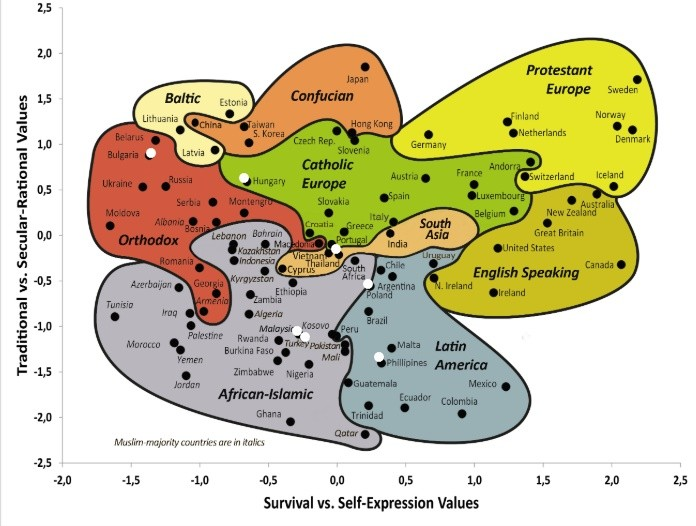 2,5
2,0
1,5
1,0
0,5
0,0
-0,5
-1,0
-1,5
-2,0
-2,5
Traditional vs. Secular-Rational Values
Japan
Protestant
Europe
Sweden
Baltic
Confucian
Estonia
Lithuania
China
Taiwan
S. Korea
Hong Kong
Finland
Norway
Netherlands
Denmark
Belarus
Czech Rep.
Slovenia
Germany
Bulgaria
Latvia
Catholic
Europe
Andorra
Ukraine
Russia
Hungary
Austria
France
Switzerland
Iceland
Serbia
Slovakia
Spain
Luxembourg
Australia
Moldova
Albania
Bosnia
Montenegro
Croatia
Greece
Italy
Belgium
New Zealand
Great Britain
Orthodox
Lebanon
Bahrain
Macedonia
Portugal
India
South
Asia
United States
Kazakhstan
Indonesia
Vietnam
Thailand
Romania
Kyrgyzstan
Cyprus
South
Africa
Chile
Uruguay
Canada
English Speaking
Azerbaijan
Georgia
Armenia
Zambia
Ethiopia
Poland
Argentina
N. Ireland
Ireland
Tunisia
Iraq
Algeria
Brazil
Palestine
Malaysia
Kosovo
Peru
Morocco
Yemen
Rwanda
Turkey
Pakistan
Burkina Faso
Mali
Malta
Latin
America
Phillipines
Jordan
Zimbabwe
Nigeria
Guatemala
Mexico
African-Islamic
Ghana
Trinidad
Ecuador
Colombia
Qatar
Muslim-majority countries are in italics
-2,0 -1,5 -1,0 -0,5 0,0 0,5 1,0 1,5 2,0 2,5
Survival vs. Self-Expression Values